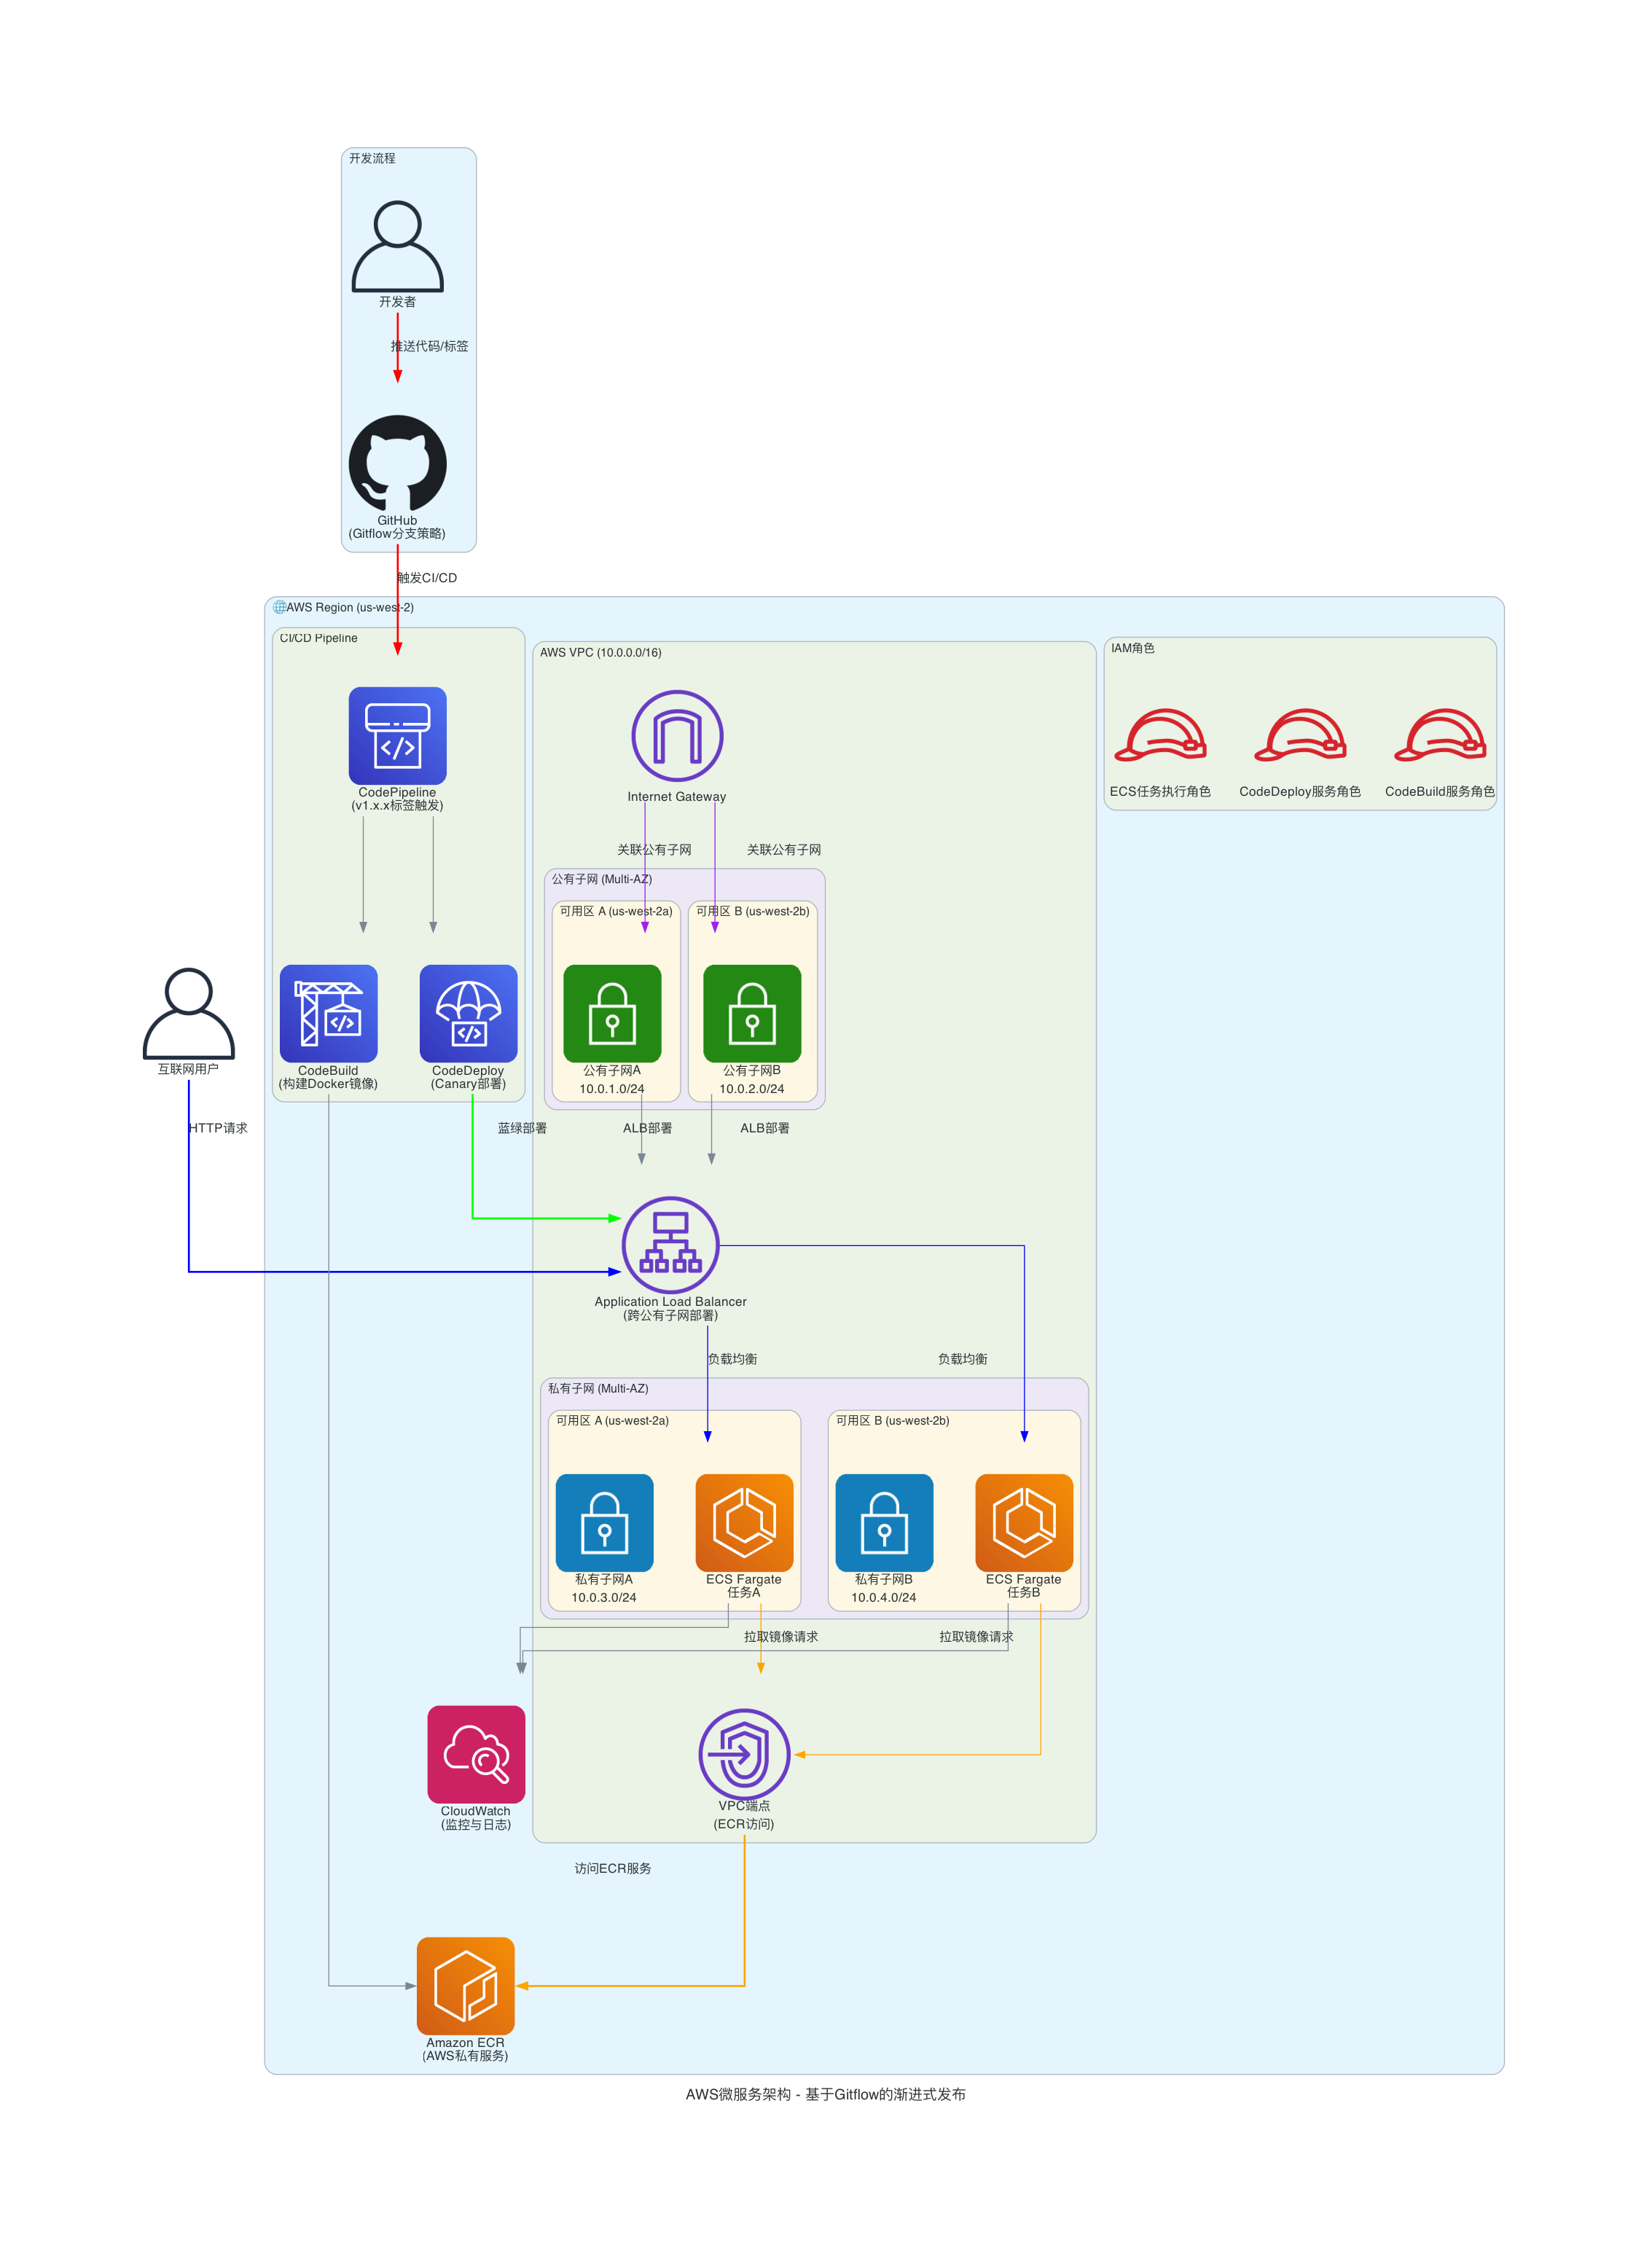 开发流程
开发者
推送代码/标签
GitHub
(Gitflow分支策略)
触发CI/CD
AWS Region (us-west-2)
CI/CD Pipeline
CodePipeline
(v1.x.x标签触发)
CodeBuild
(构建Docker镜像)
CodeDeploy
(Canary部署)
互联网用户
HTTP请求
蓝绿部署
AWS VPC (10.0.0.0/16)
Internet Gateway
关联公有子网
关联公有子网
公有子网 (Multi-AZ)
可用区 A (us-west-2a)
公有子网A
10.0.1.0/24
可用区 B (us-west-2b)
公有子网B
10.0.2.0/24
ALB部署
ALB部署
Application Load Balancer
(跨公有子网部署)
负载均衡
负载均衡
私有子网 (Multi-AZ)
可用区 A (us-west-2a)
私有子网A
10.0.3.0/24
ECS Fargate
任务A
可用区 B (us-west-2b)
私有子网B
10.0.4.0/24
ECS Fargate
任务B
拉取镜像请求
拉取镜像请求
CloudWatch
(监控与日志)
VPC端点
(ECR访问)
访问ECR服务
Amazon ECR
(AWS私有服务)
IAM角色
ECS任务执行角色
CodeDeploy服务角色
CodeBuild服务角色
AWS微服务架构 - 基于Gitflow的渐进式发布